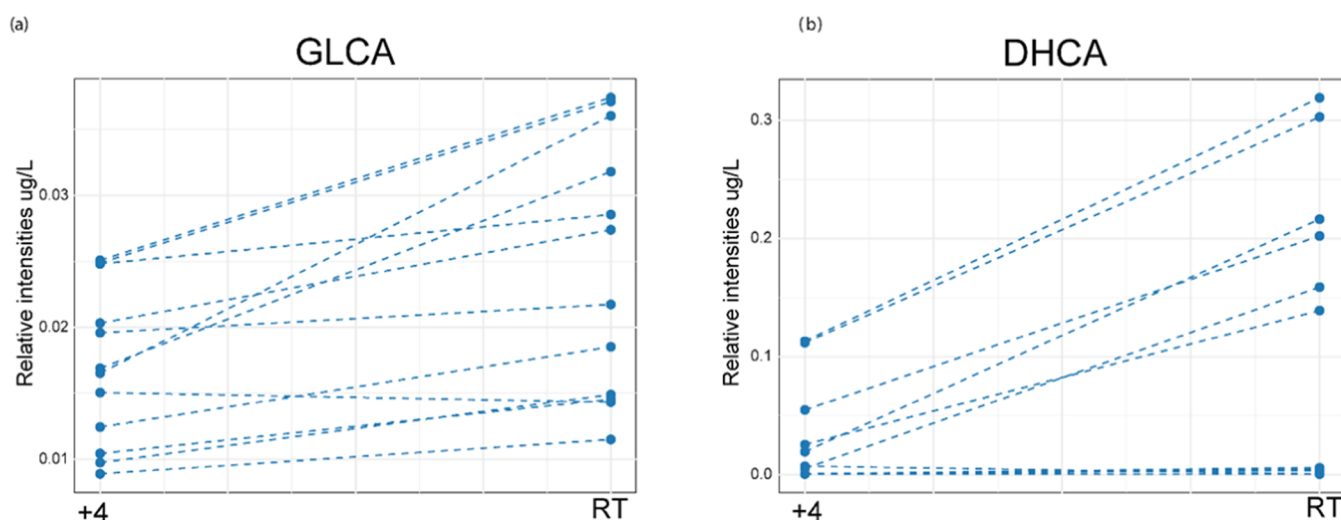 (a)
GLCA
Relative intensities ug/L
0.03
0.02
0.01
+4
RT
(b)
DHCA
Relative intensities ug/L
0.3
0.2
0.1
0.0
+4
RT